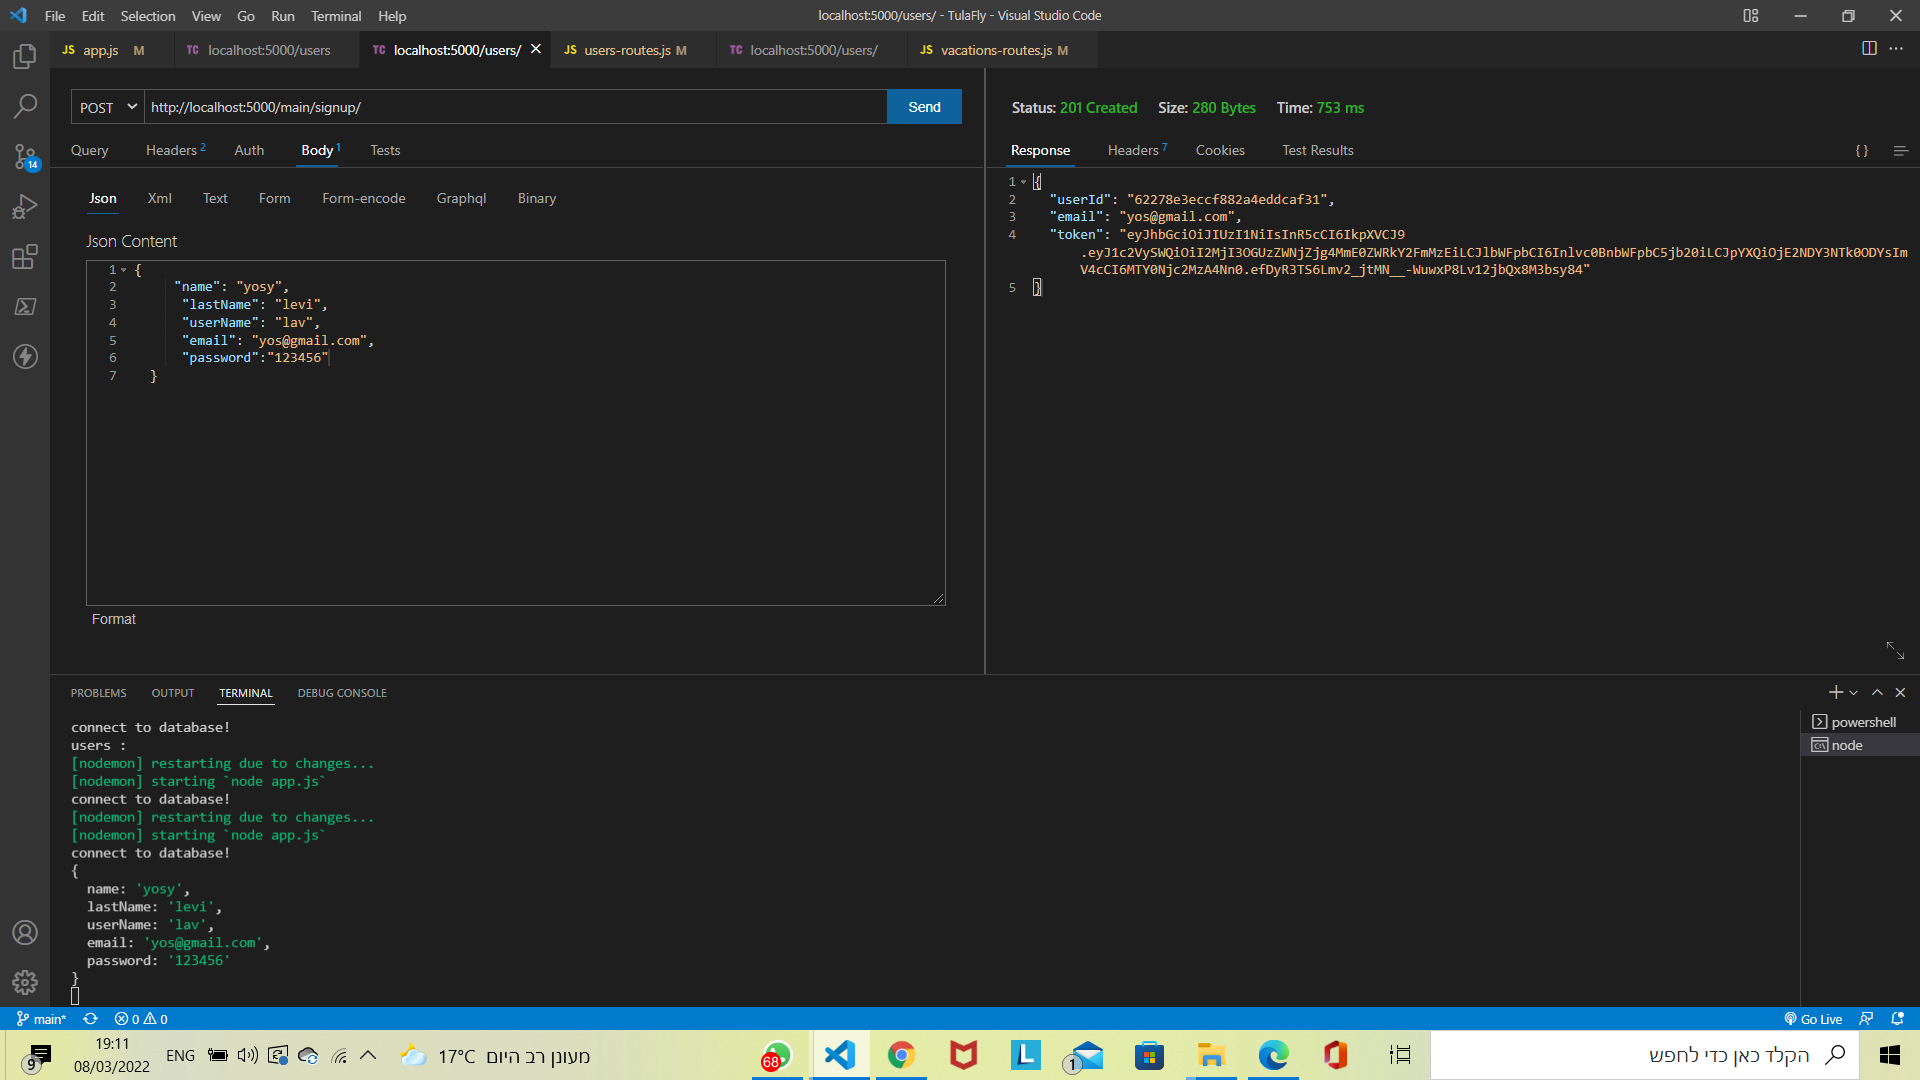 File Edit Selection View Go Run Terminal Help
localhost:5000/users/ - TulaFly - Visual Studio Code
JS app.js M
TC localhost:5000/users
TC localhost:5000/users/
JS users-routes.js M
TC localhost:5000/users/
JS vacations-routes.js M
14
POST http://localhost:5000/main/signup/ Send
Query Headers 2 Auth Body 1 Tests
Json Xml Text Form Form-encode Graphql Binary
Json Content
1 {
2 "name": "yosy",
3 "lastName": "levi",
4 "userName": "lav",
5 "email": "yos@gmail.com",
6 "password":"123456"
7 }
Format
Status: 201 Created Size: 280 Bytes Time: 753 ms
Response Headers 7 Cookies Test Results { }
1 {
2 "userId": "62278e3eccf882a4eddcaf31",
3 "email": "yos@gmail.com",
4 "token": "eyJhbGciOiJIUzI1NiIsInR5cCI6IkpXVCJ9
.eyJ1c2VySWQiOiI2MjI3OGUzZWNjZjg4MmE0ZWRkY2FmMzEiLCJlbWFpbCI6Inlvc0BnbWFpbC5jb20iLCJpYXQiOjE2NDY3NTk0ODYsIm
V4cCI6MTY0Njc2MzA4Nn0.efDyR3TS6Lmv2_jtMN__-WuwxP8Lv12jbQx8M3bsy84"
5 }
PROBLEMS OUTPUT TERMINAL DEBUG CONSOLE
connect to database!
users :
[nodemon] restarting due to changes...
[nodemon] starting `node app.js`
connect to database!
[nodemon] restarting due to changes...
[nodemon] starting `node app.js`
connect to database!
{
name: 'yosy',
lastName: 'levi',
userName: 'lav',
email: 'yos@gmail.com',
password: '123456'
}
powershell
node
main* 0 0 Go Live
9
19:11
08/03/2022
ENG
17°C מעונן רב היום
68
L
1
הקלד כאן כדי לחפש